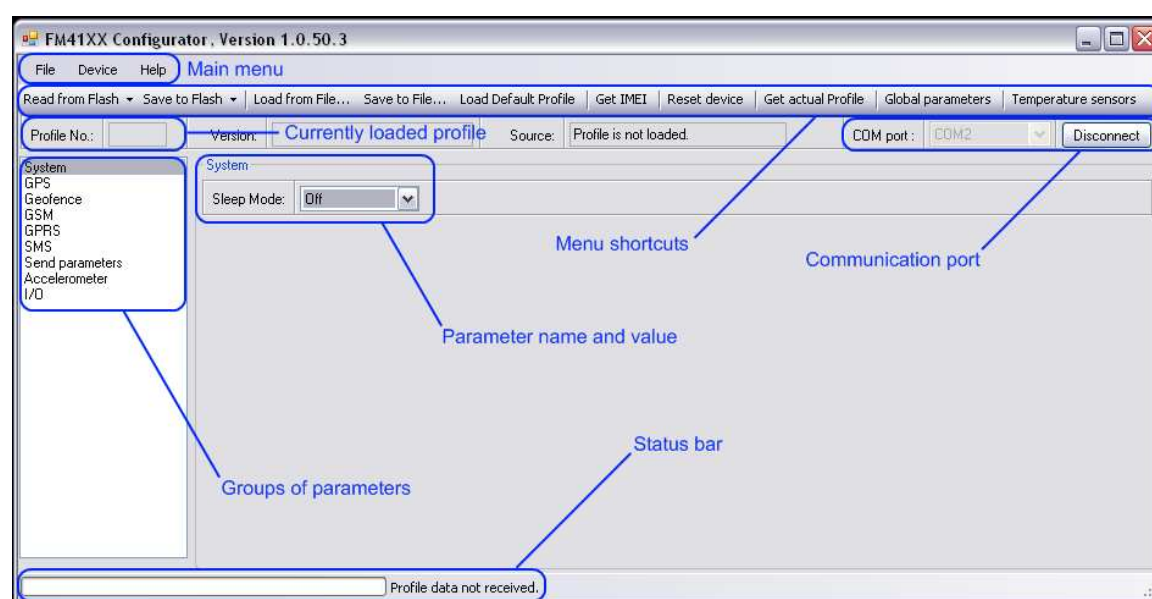 FM41XX Configurator, Version 1.0.50.3
File Device Help Main menu
Read from Flash Save to Flash Load from File... Save to File... Load Default Profile Get IMEI Reset device Get actual Profile Global parameters Temperature sensors
Profile No.: Version: Currently loaded profile Source: Profile is not loaded. COM port : COM2 Disconnect
System
GPS
Geofence
GSM
GPRS
SMS
Send parameters
Accelerometer
I/O
System
Sleep Mode: Off
Menu shortcuts
Communication port
Parameter name and value
Status bar
Groups of parameters
Profile data not received.